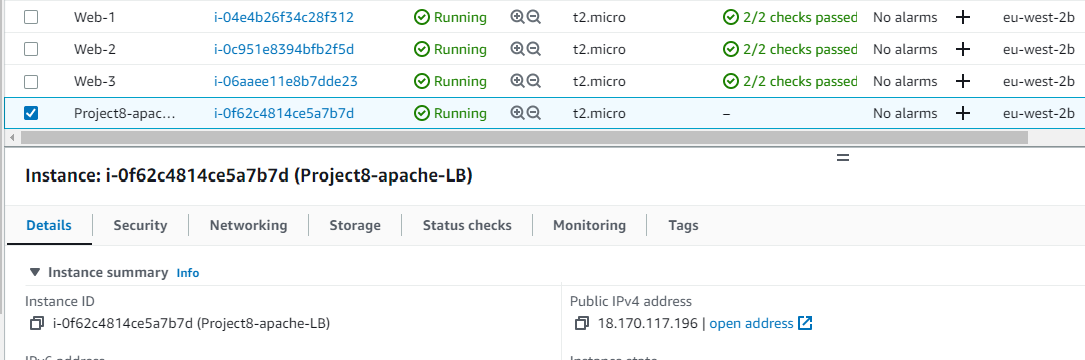 Web-1 i-04e4b26f34c28f312 Running t2.micro 2/2 checks passed No alarms + eu-west-2b
Web-2 i-0c951e8394bfb2f5d Running t2.micro 2/2 checks passed No alarms + eu-west-2b
Web-3 i-06aaee11e8b7dde23 Running t2.micro 2/2 checks passed No alarms + eu-west-2b
Project8-apac... i-0f62c4814ce5a7b7d Running t2.micro – No alarms + eu-west-2b
Instance: i-0f62c4814ce5a7b7d (Project8-apache-LB)
Details Security Networking Storage Status checks Monitoring Tags
Instance summary Info
Instance ID Public IPv4 address
i-0f62c4814ce5a7b7d (Project8-apache-LB) 18.170.117.196 | open address
IPv6 address Instance state